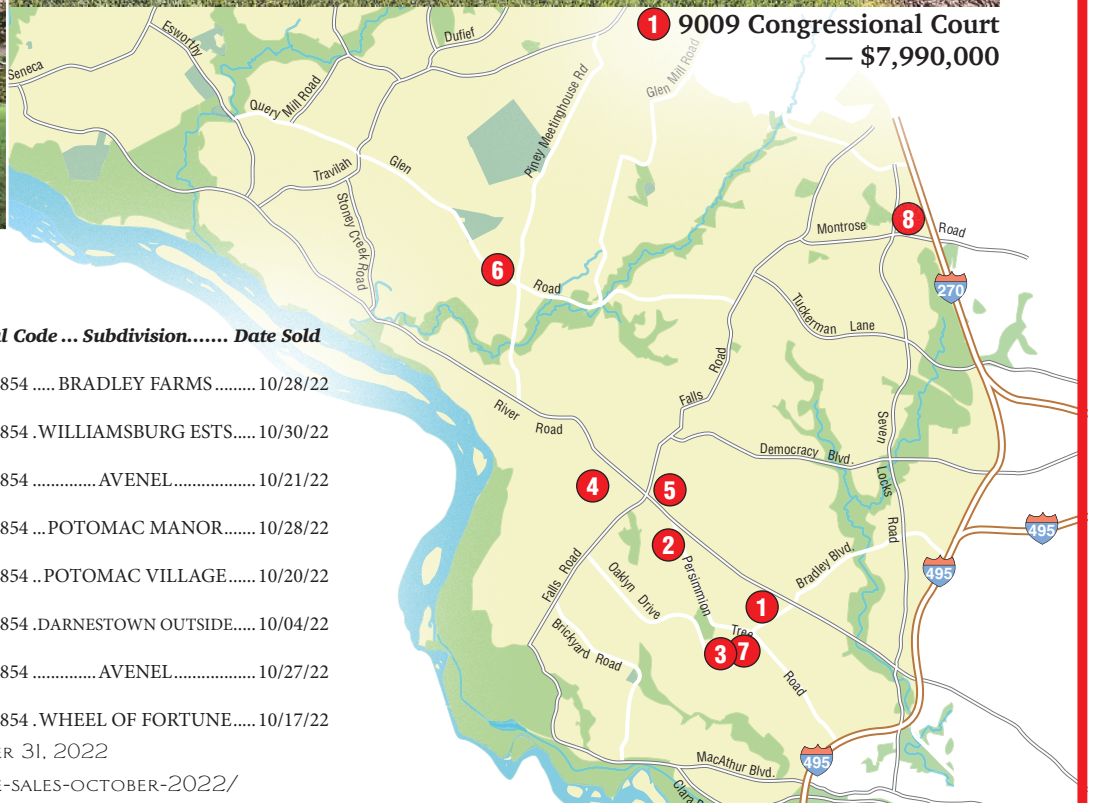 1 9009 Congressional Court
— $7,990,000
Esworthy
Dufief
Seneca
Query Mill Road
Piney Meetinghouse Rd
Glen Mill Road
Travilah
Glen
Stoney Creek Road
Montrose
8
Road
6
Road
270
Tuckerman Lane
l Code ... Subdivision....... Date Sold
854 ..... BRADLEY FARMS ......... 10/28/22
854 .WILLIAMSBURG ESTS..... 10/30/22
854 ............. AVENEL.................. 10/21/22
854 ...POTOMAC MANOR....... 10/28/22
854 ..POTOMAC VILLAGE...... 10/20/22
854 .DARNESTOWN OUTSIDE..... 10/04/22
854 ............. AVENEL.................. 10/27/22
854 .WHEEL OF FORTUNE..... 10/17/22
ER 31, 2022
E-SALES-OCTOBER-2022/
River Road
Falls Road
Democracy Blvd.
Seven Locks Road
4
5
2
495
495
Falls Road
Oaklyn Drive
Persimmion Tree Road
Bradley Blvd.
1
3
7
Brickyard Road
MacArthur Blvd.
495
Clara